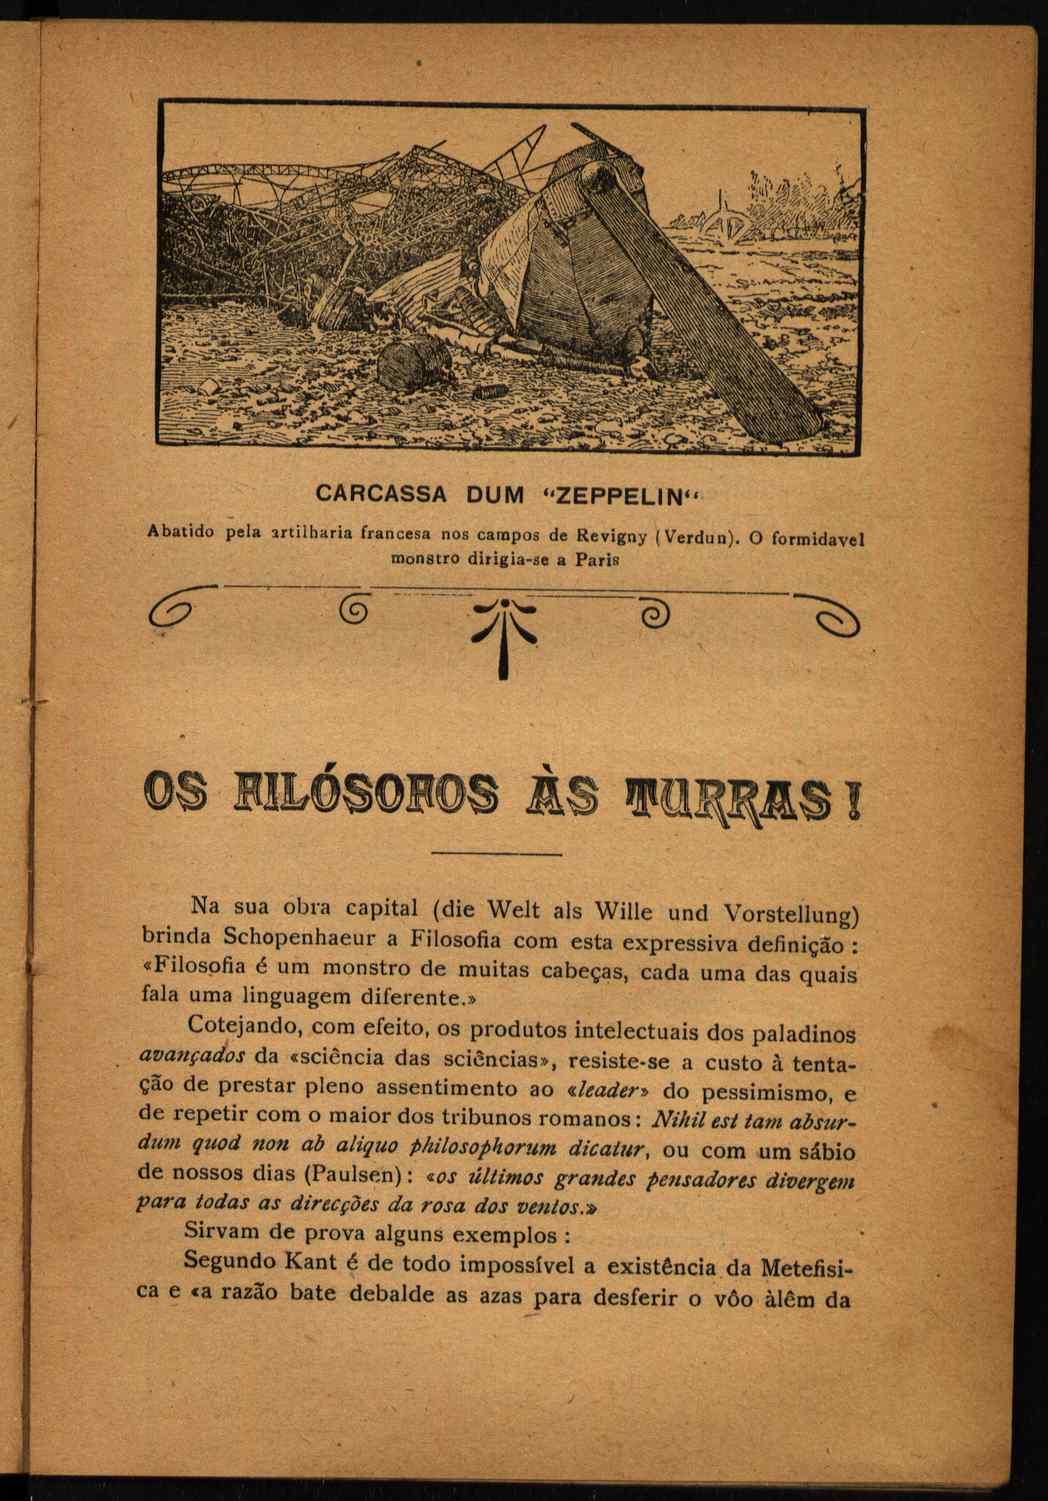 CARCASSA DUM "ZEPPELIN"
Abatido pela artilharia francesa nos campos de Revigny (Verdun). O formidavel
monstro dirigia-se a Paris
OS FILÓSOFOS ÀS TURRAS!
Na sua obra capital (die Welt als Wille und Vorstellung)
brinda Schopenhaeur a Filosofia com esta expressiva definição:
«Filosofia é um monstro de muitas cabeças, cada uma das quais
fala uma linguagem diferente.»
Cotejando, com efeito, os produtos intelectuais dos paladinos
avançados da «sciência das sciências», resiste-se a custo à tenta-
ção de prestar pleno assentimento ao «leader» do pessimismo, e
de repetir com o maior dos tribunos romanos: Nihil est tam absur-
dum quod non ab aliquo philosophorum dicatur, ou com um sábio
de nossos dias (Paulsen): «os últimos grandes pensadores divergem
para todas as direcções da rosa dos ventos.»
Sirvam de prova alguns exemplos:
Segundo Kant é de todo impossível a existência da Metefisi-
ca e «a razão bate debalde as azas para desferir o vôo àlêm da